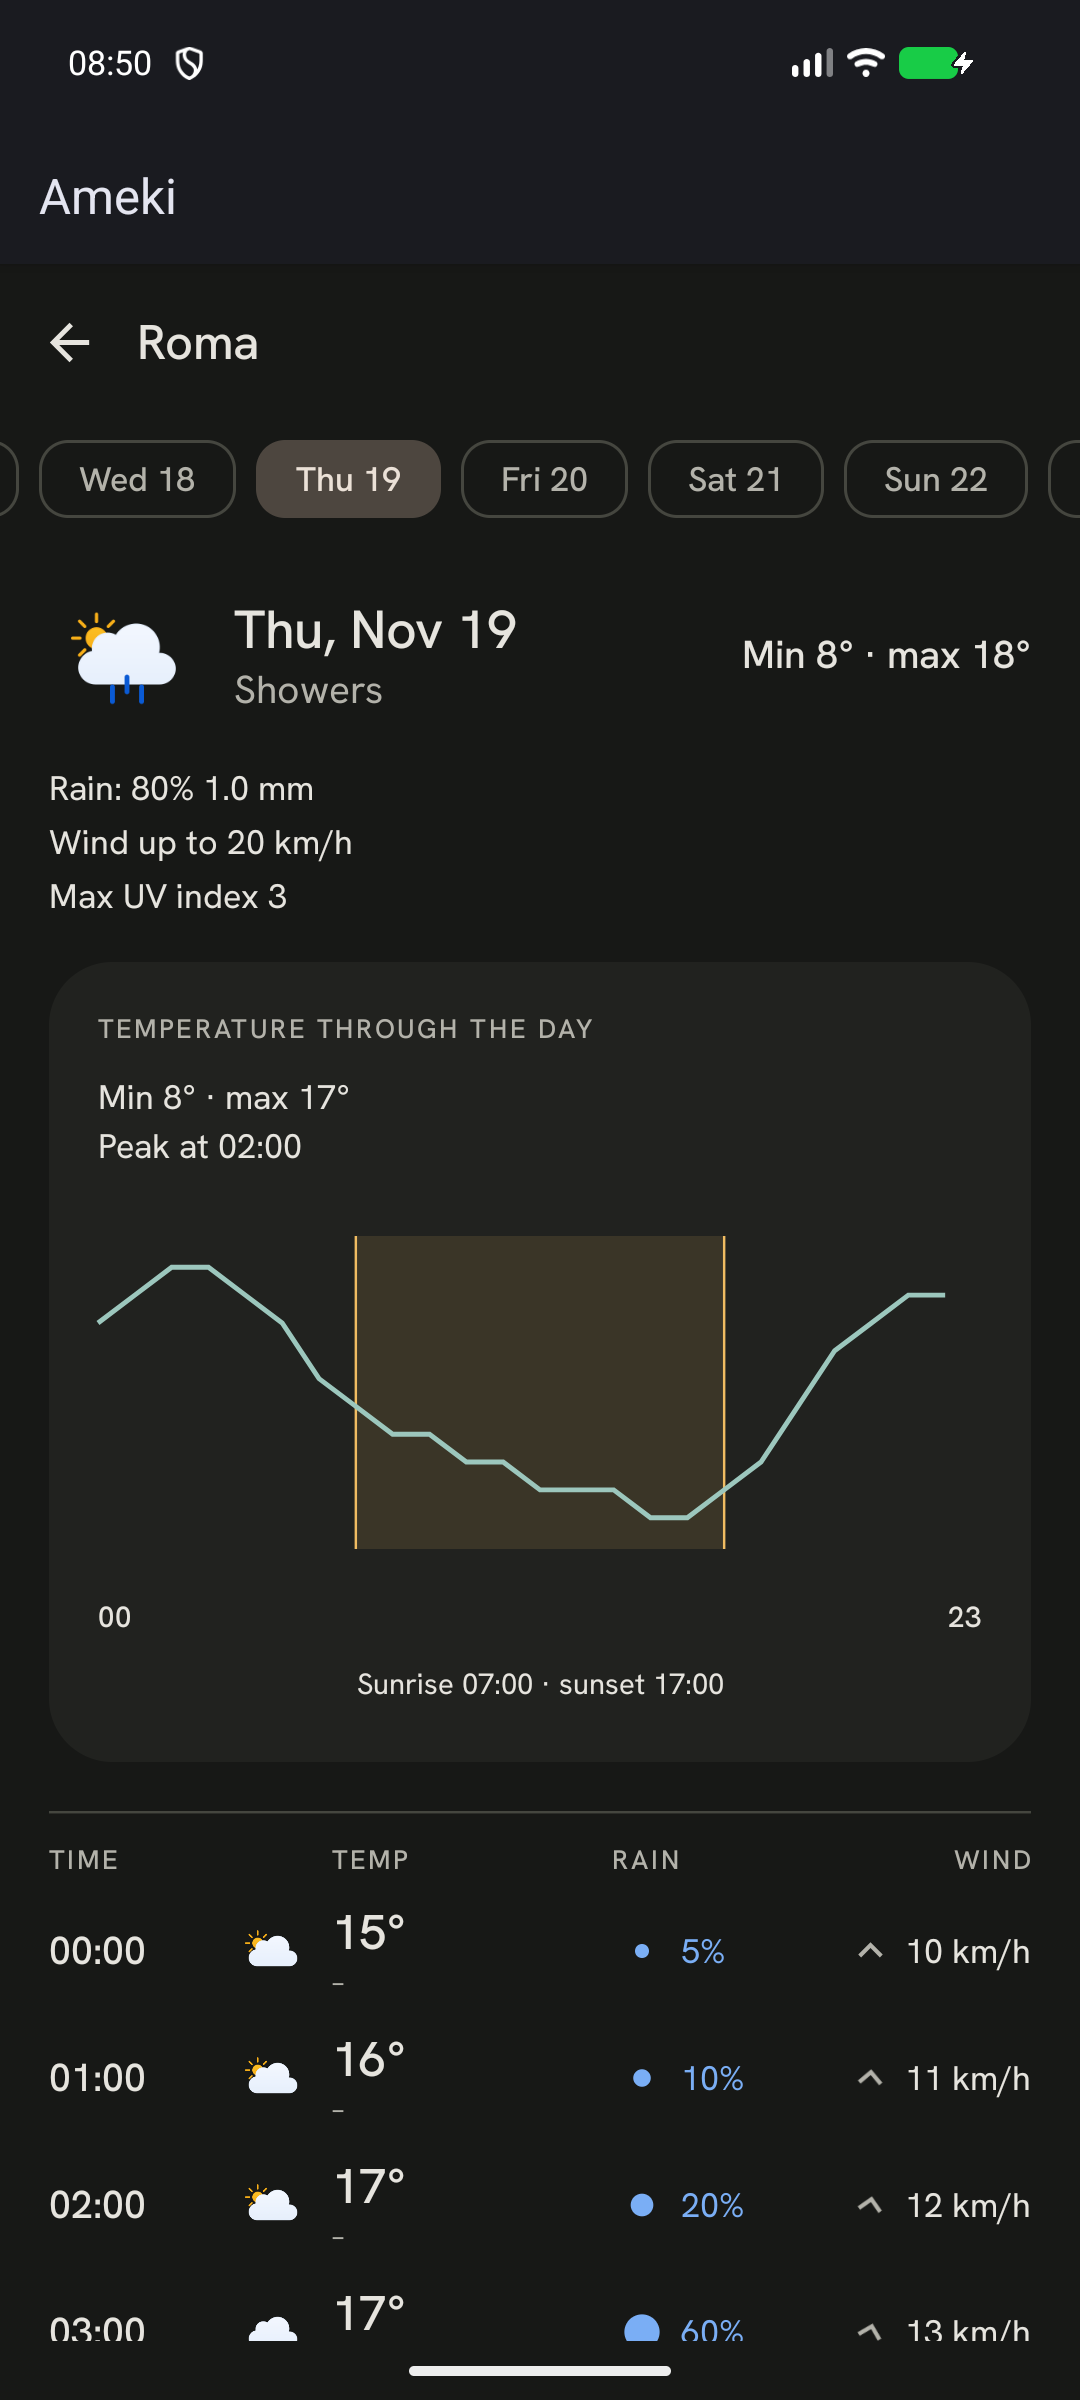 08:50
Ameki
Roma
Wed 18
Thu 19
Fri 20
Sat 21
Sun 22
Thu, Nov 19
Showers
Min 8° · max 18°
Rain: 80% 1.0 mm
Wind up to 20 km/h
Max UV index 3
TEMPERATURE THROUGH THE DAY
Min 8° · max 17°
Peak at 02:00
00 23
Sunrise 07:00 · sunset 17:00
TIME TEMP RAIN WIND
00:00 15° 5% 10 km/h
–
01:00 16° 10% 11 km/h
–
02:00 17° 20% 12 km/h
–
03:00 17° 60% 13 km/h